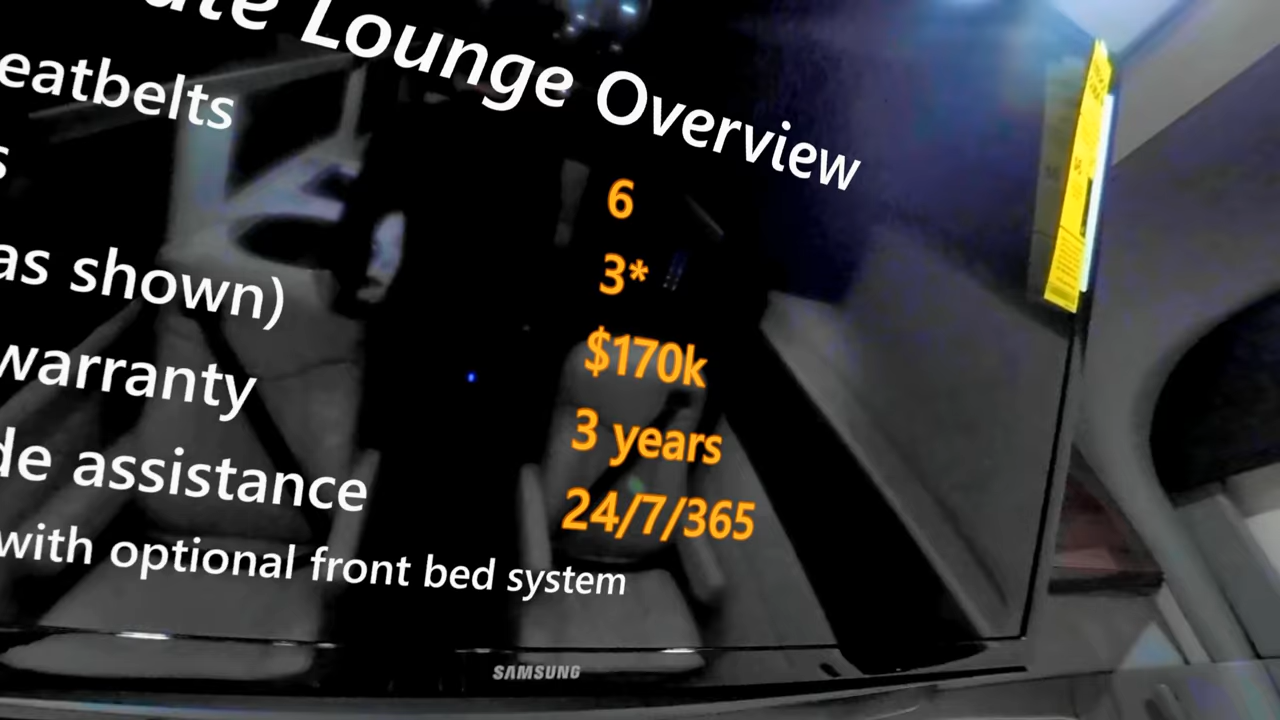 Lounge Overview
eatbelts 6
s 3*
as shown) $170k
warranty 3 years
de assistance 24/7/365
with optional front bed system
SAMSUNG